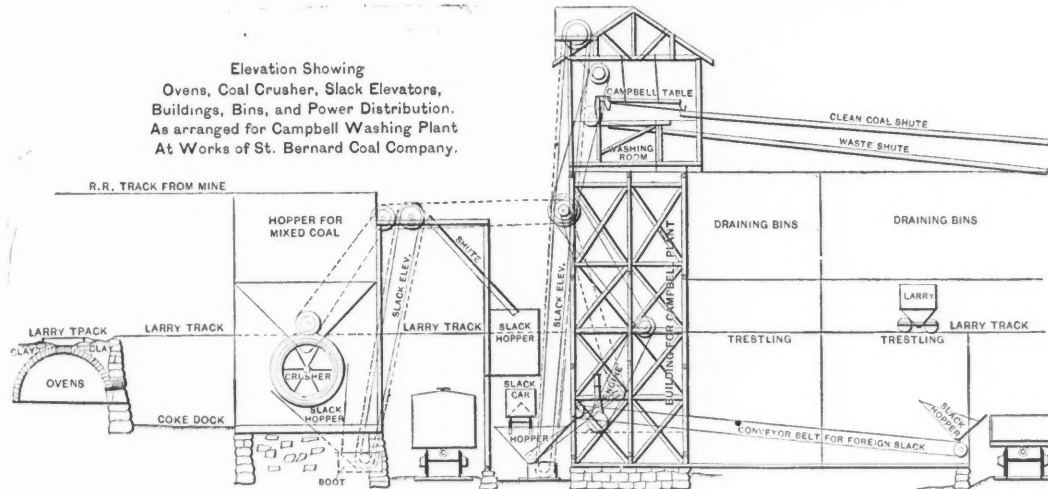 Elevation Showing
Ovens, Coal Crusher, Slack Elevators,
Buildings, Bins, and Power Distribution.
As arranged for Campbell Washing Plant
At Works of St. Bernard Coal Company.
CAMPBELL TABLE
CLEAN COAL SHUTE
WASTE SHUTE
WASHING
ROOM
R.R. TRACK FROM MINE
HOPPER FOR
MIXED COAL
SHUTE
SLACK ELEV.
SLACK ELEV.
BUILDING FOR CAMPBELL PLANT
DRAINING BINS
DRAINING BINS
LARRY
LARRY TRACK
LARRY TRACK
LARRY TRACK
SLACK
HOPPER
LARRY TRACK
TRESTLING
TRESTLING
CLAY
CLAY
OVENS
CRUSHER
SLACK
HOPPER
SLACK
CAR
HOPPER
ENGINE
COKE DOCK
SLACK
HOPPER
CONVEYOR BELT FOR FOREIGN SLACK
BOOT